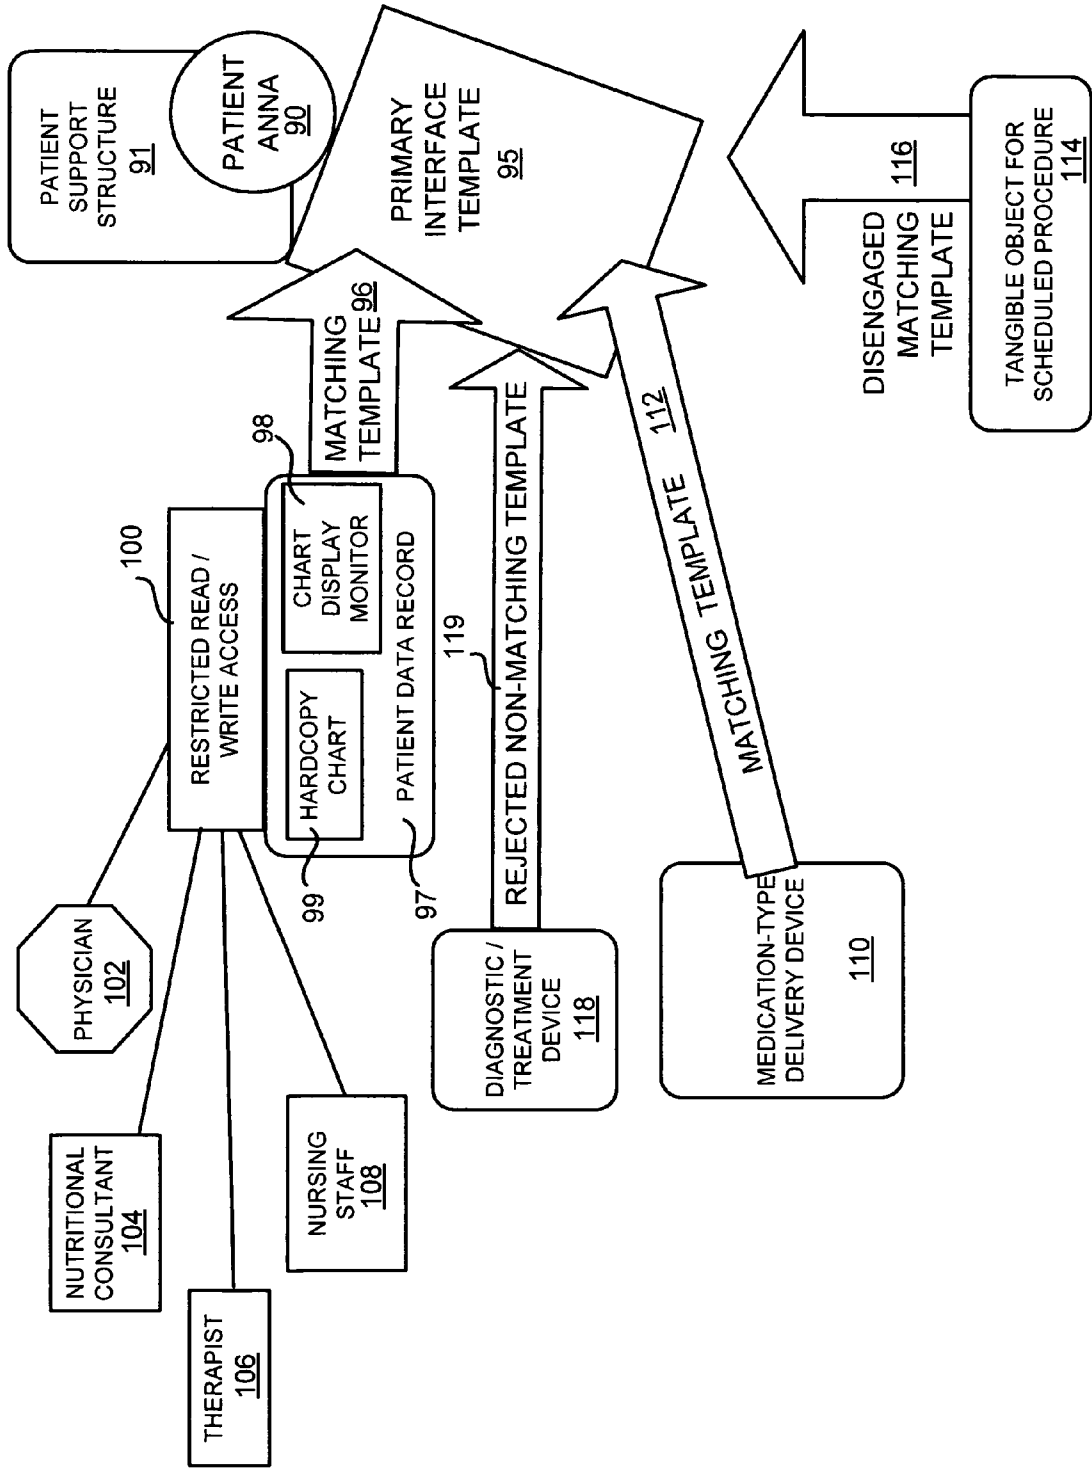 NUTRITIONAL
CONSULTANT
104
THERAPIST
106
PHYSICIAN
102
NURSING
STAFF
108
100
RESTRICTED READ /
WRITE ACCESS
HARDCOPY
CHART
99
CHART
DISPLAY
MONITOR
98
PATIENT DATA RECORD
97
MATCHING
TEMPLATE 96
PATIENT
SUPPORT
STRUCTURE
91
PATIENT
ANNA
90
PRIMARY
INTERFACE
TEMPLATE
95
DIAGNOSTIC /
TREATMENT
DEVICE
118
119
REJECTED NON-MATCHING TEMPLATE
MEDICATION-TYPE
DELIVERY DEVICE
110
MATCHING TEMPLATE 112
DISENGAGED
MATCHING
TEMPLATE
116
TANGIBLE OBJECT FOR
SCHEDULED PROCEDURE
114